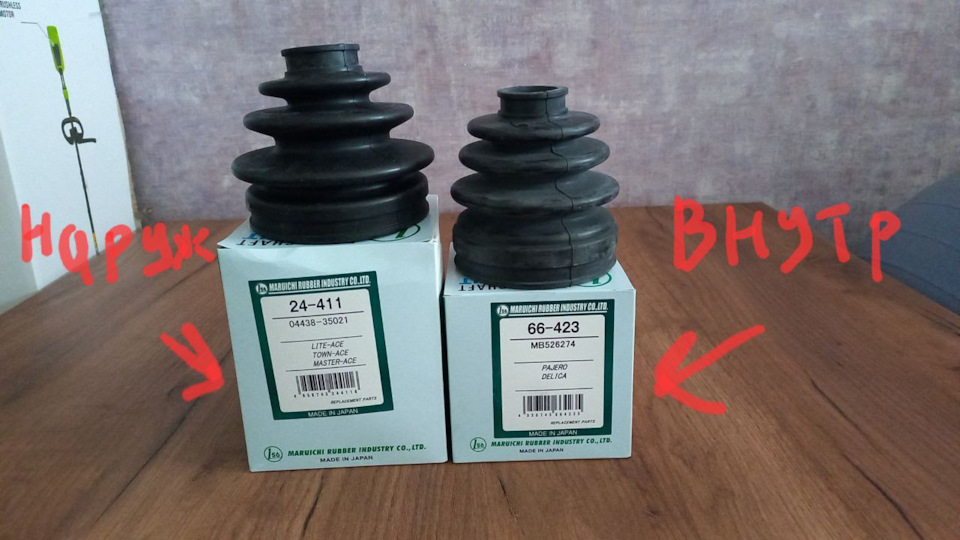 MOTOR
Наруж
Внутр
MARUICHI RUBBER INDUSTRY CO.,LTD.
24-411
04438-35021
LITE-ACE
TOWN-ACE
MASTER-ACE
REPLACEMENT PARTS
MADE IN JAPAN
MARUICHI RUBBER INDUSTRY CO.,LTD.
MADE IN JAPAN
MARUICHI RUBBER INDUSTRY CO.,LTD.
66-423
MB526274
PAJERO
DELICA
REPLACEMENT PARTS
MADE IN JAPAN
MARUICHI RUBBER INDUSTRY CO.,LTD.
MADE IN JAPAN